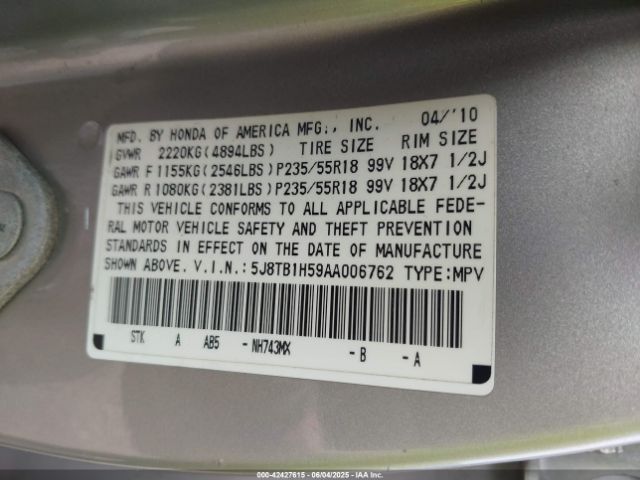 MFD. BY HONDA OF AMERICA MFG., INC. 04/'10
GVWR 2220KG(4894LBS) TIRE SIZE RIM SIZE
GAWR F 1155KG(2546LBS)P235/55R18 99V 18X7 1/2J
GAWR R 1080KG(2381LBS)P235/55R18 99V 18X7 1/2J
THIS VEHICLE CONFORMS TO ALL APPLICABLE FEDE-
RAL MOTOR VEHICLE SAFETY AND THEFT PREVENTION
STANDARDS IN EFFECT ON THE DATE OF MANUFACTURE
SHOWN ABOVE. V.I.N.:5J8TB1H59AA006762 TYPE:MPV
STK A AB5 -NH743MX -B -A
000-42427615 06/04/2025 IAA Inc.